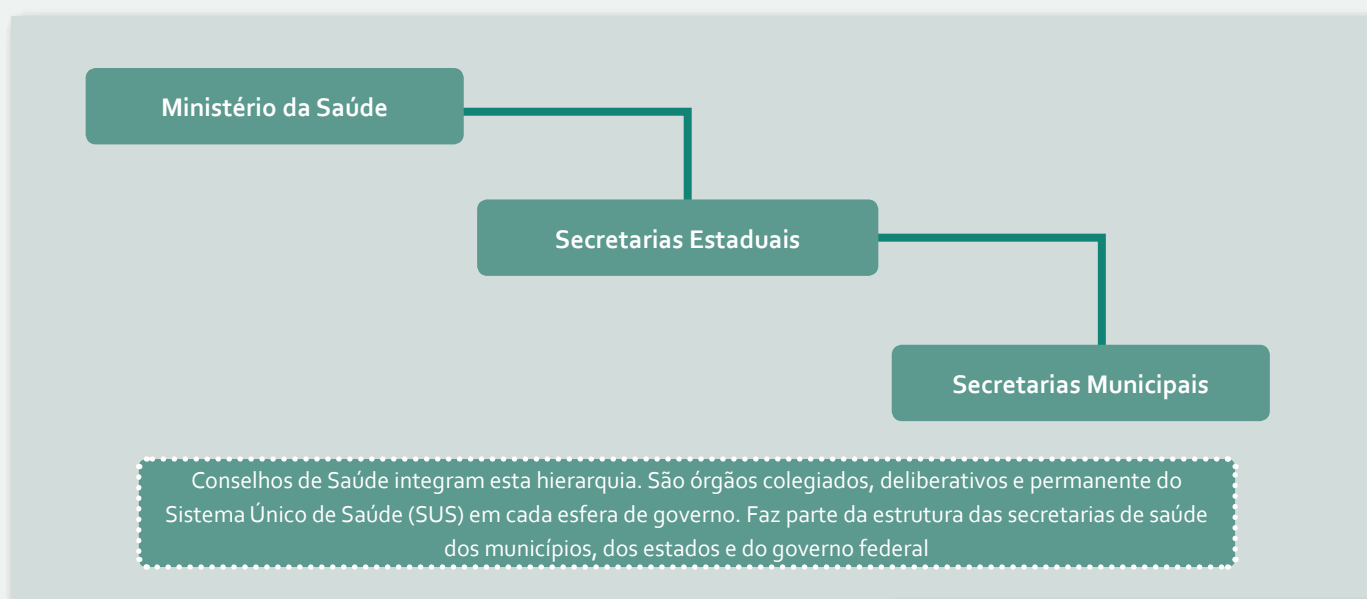 Ministério da Saúde
Secretarias Estaduais
Secretarias Municipais
Conselhos de Saúde integram esta hierarquia. São órgãos colegiados, deliberativos e permanente do
Sistema Único de Saúde (SUS) em cada esfera de governo. Faz parte da estrutura das secretarias de saúde
dos municípios, dos estados e do governo federal